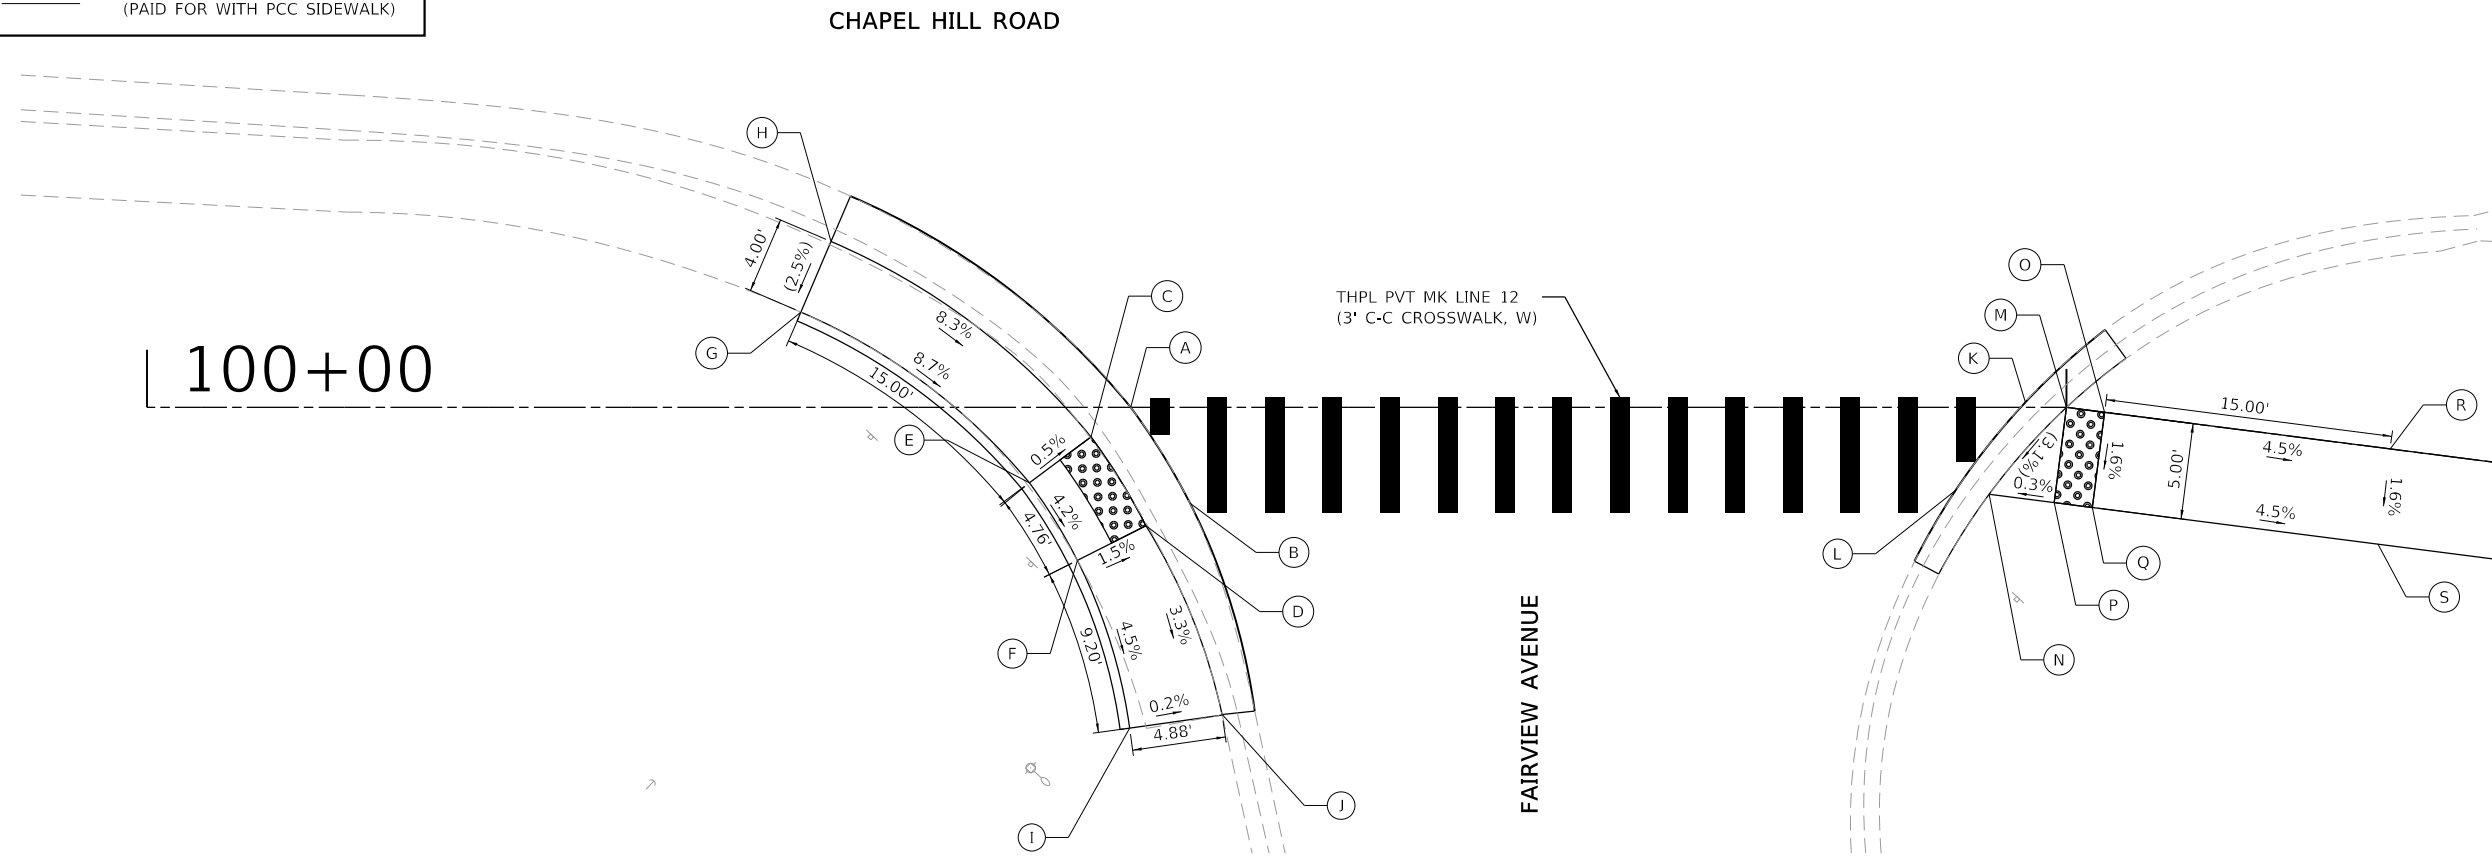 (PAID FOR WITH PCC SIDEWALK)
CHAPEL HILL ROAD
H
4.00'
(2.5%)
G
100+00
8.3%
8.7%
15.00'
C
A
E
0.5%
4.2%
4.76'
1.5%
B
D
F
9.20'
4.5%
3.3%
0.2%
4.88'
I
J
THPL PVT MK LINE 12
(3' C-C CROSSWALK, W)
FAIRVIEW AVENUE
O
M
K
L
(3.1%)
0.3%
1.6%
15.00'
R
4.5%
5.00'
4.5%
1.6%
Q
P
N
S